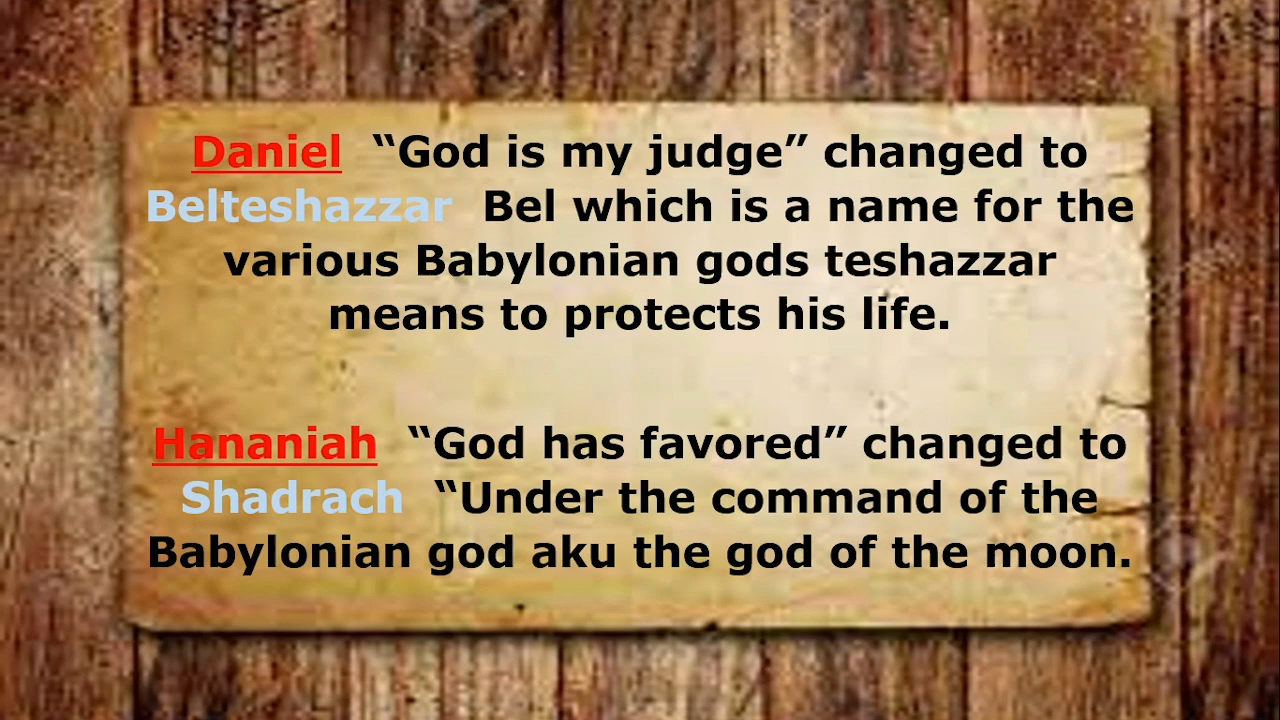 Daniel “God is my judge” changed to
Belteshazzar Bel which is a name for the
various Babylonian gods teshazzar
means to protects his life.
Hananiah “God has favored” changed to
Shadrach “Under the command of the
Babylonian god aku the god of the moon.